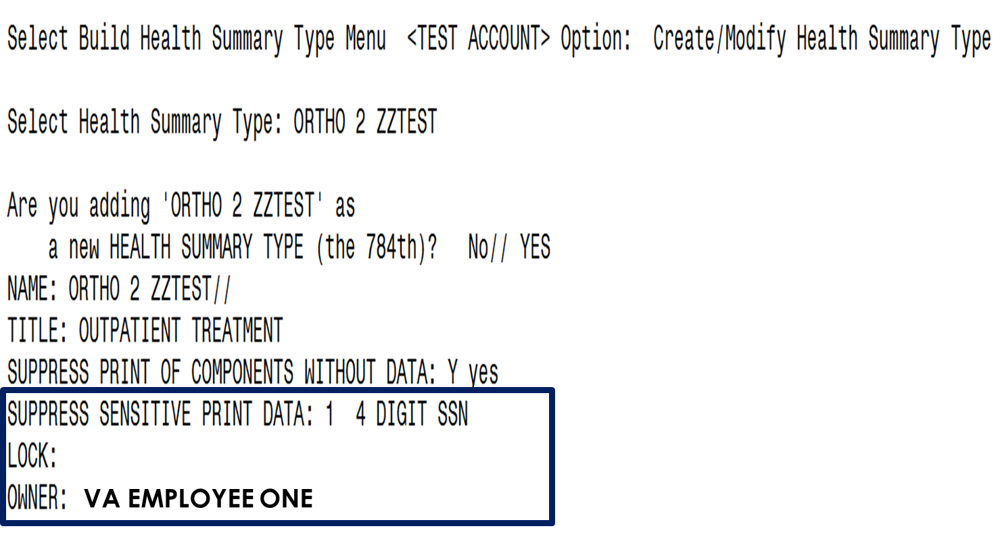 Select Build Health Summary Type Menu <TEST ACCOUNT> Option: Create/Modify Health Summary Type
Select Health Summary Type: ORTHO 2 ZZTEST
Are you adding 'ORTHO 2 ZZTEST' as
a new HEALTH SUMMARY TYPE (the 784th)? No// YES
NAME: ORTHO 2 ZZTEST//
TITLE: OUTPATIENT TREATMENT
SUPPRESS PRINT OF COMPONENTS WITHOUT DATA: Y yes
SUPPRESS SENSITIVE PRINT DATA: 1 4 DIGIT SSN
LOCK:
OWNER: VA EMPLOYEE ONE